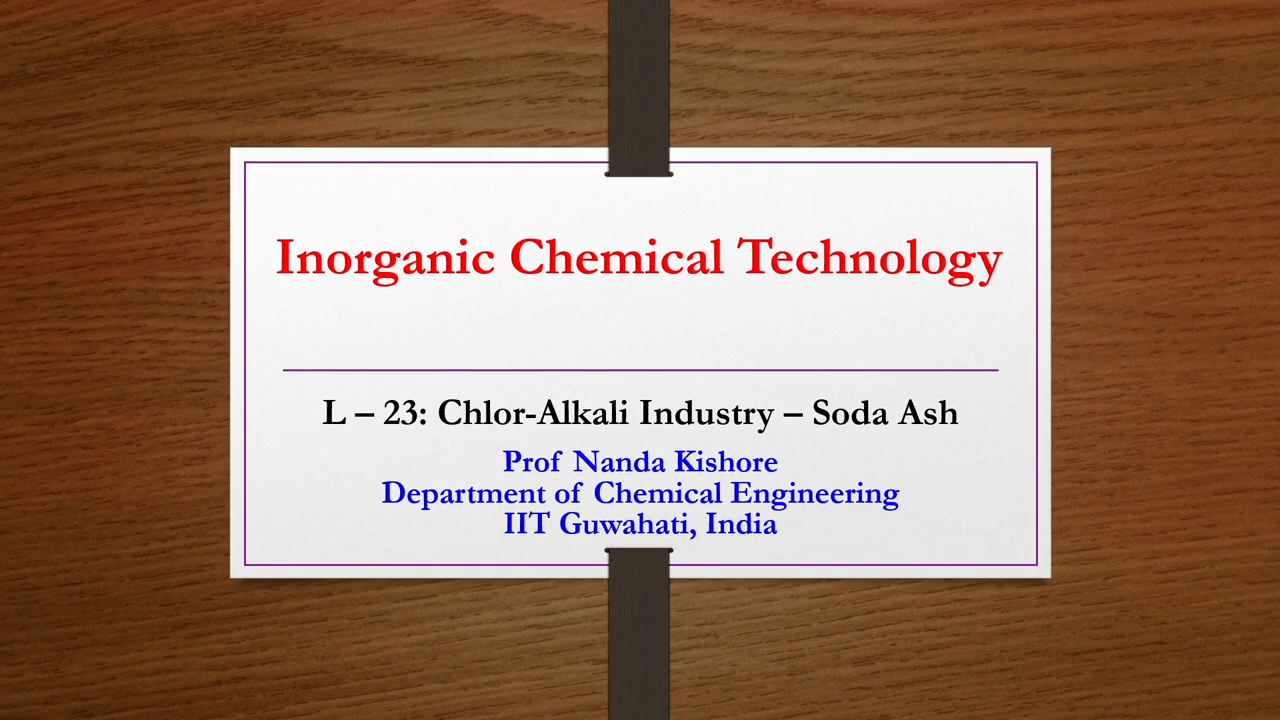 Inorganic Chemical Technology
L – 23: Chlor-Alkali Industry – Soda Ash
Prof Nanda Kishore
Department of Chemical Engineering
IIT Guwahati, India